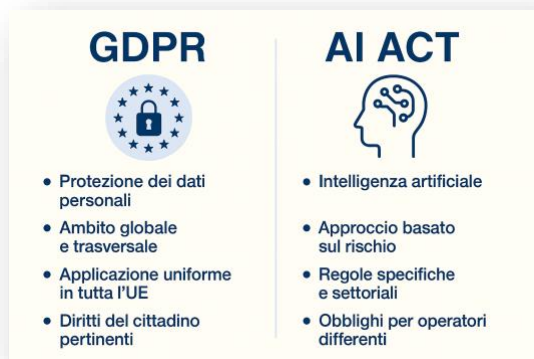 GDPR
• Protezione dei dati
personali
• Ambito globale
e trasversale
• Applicazione uniforme
in tutta l'UE
• Diritti del cittadino
pertinenti
AI ACT
• Intelligenza artificiale
• Approccio basato
sul rischio
• Regole specifiche
e settoriali
• Obblighi per operatori
differenti